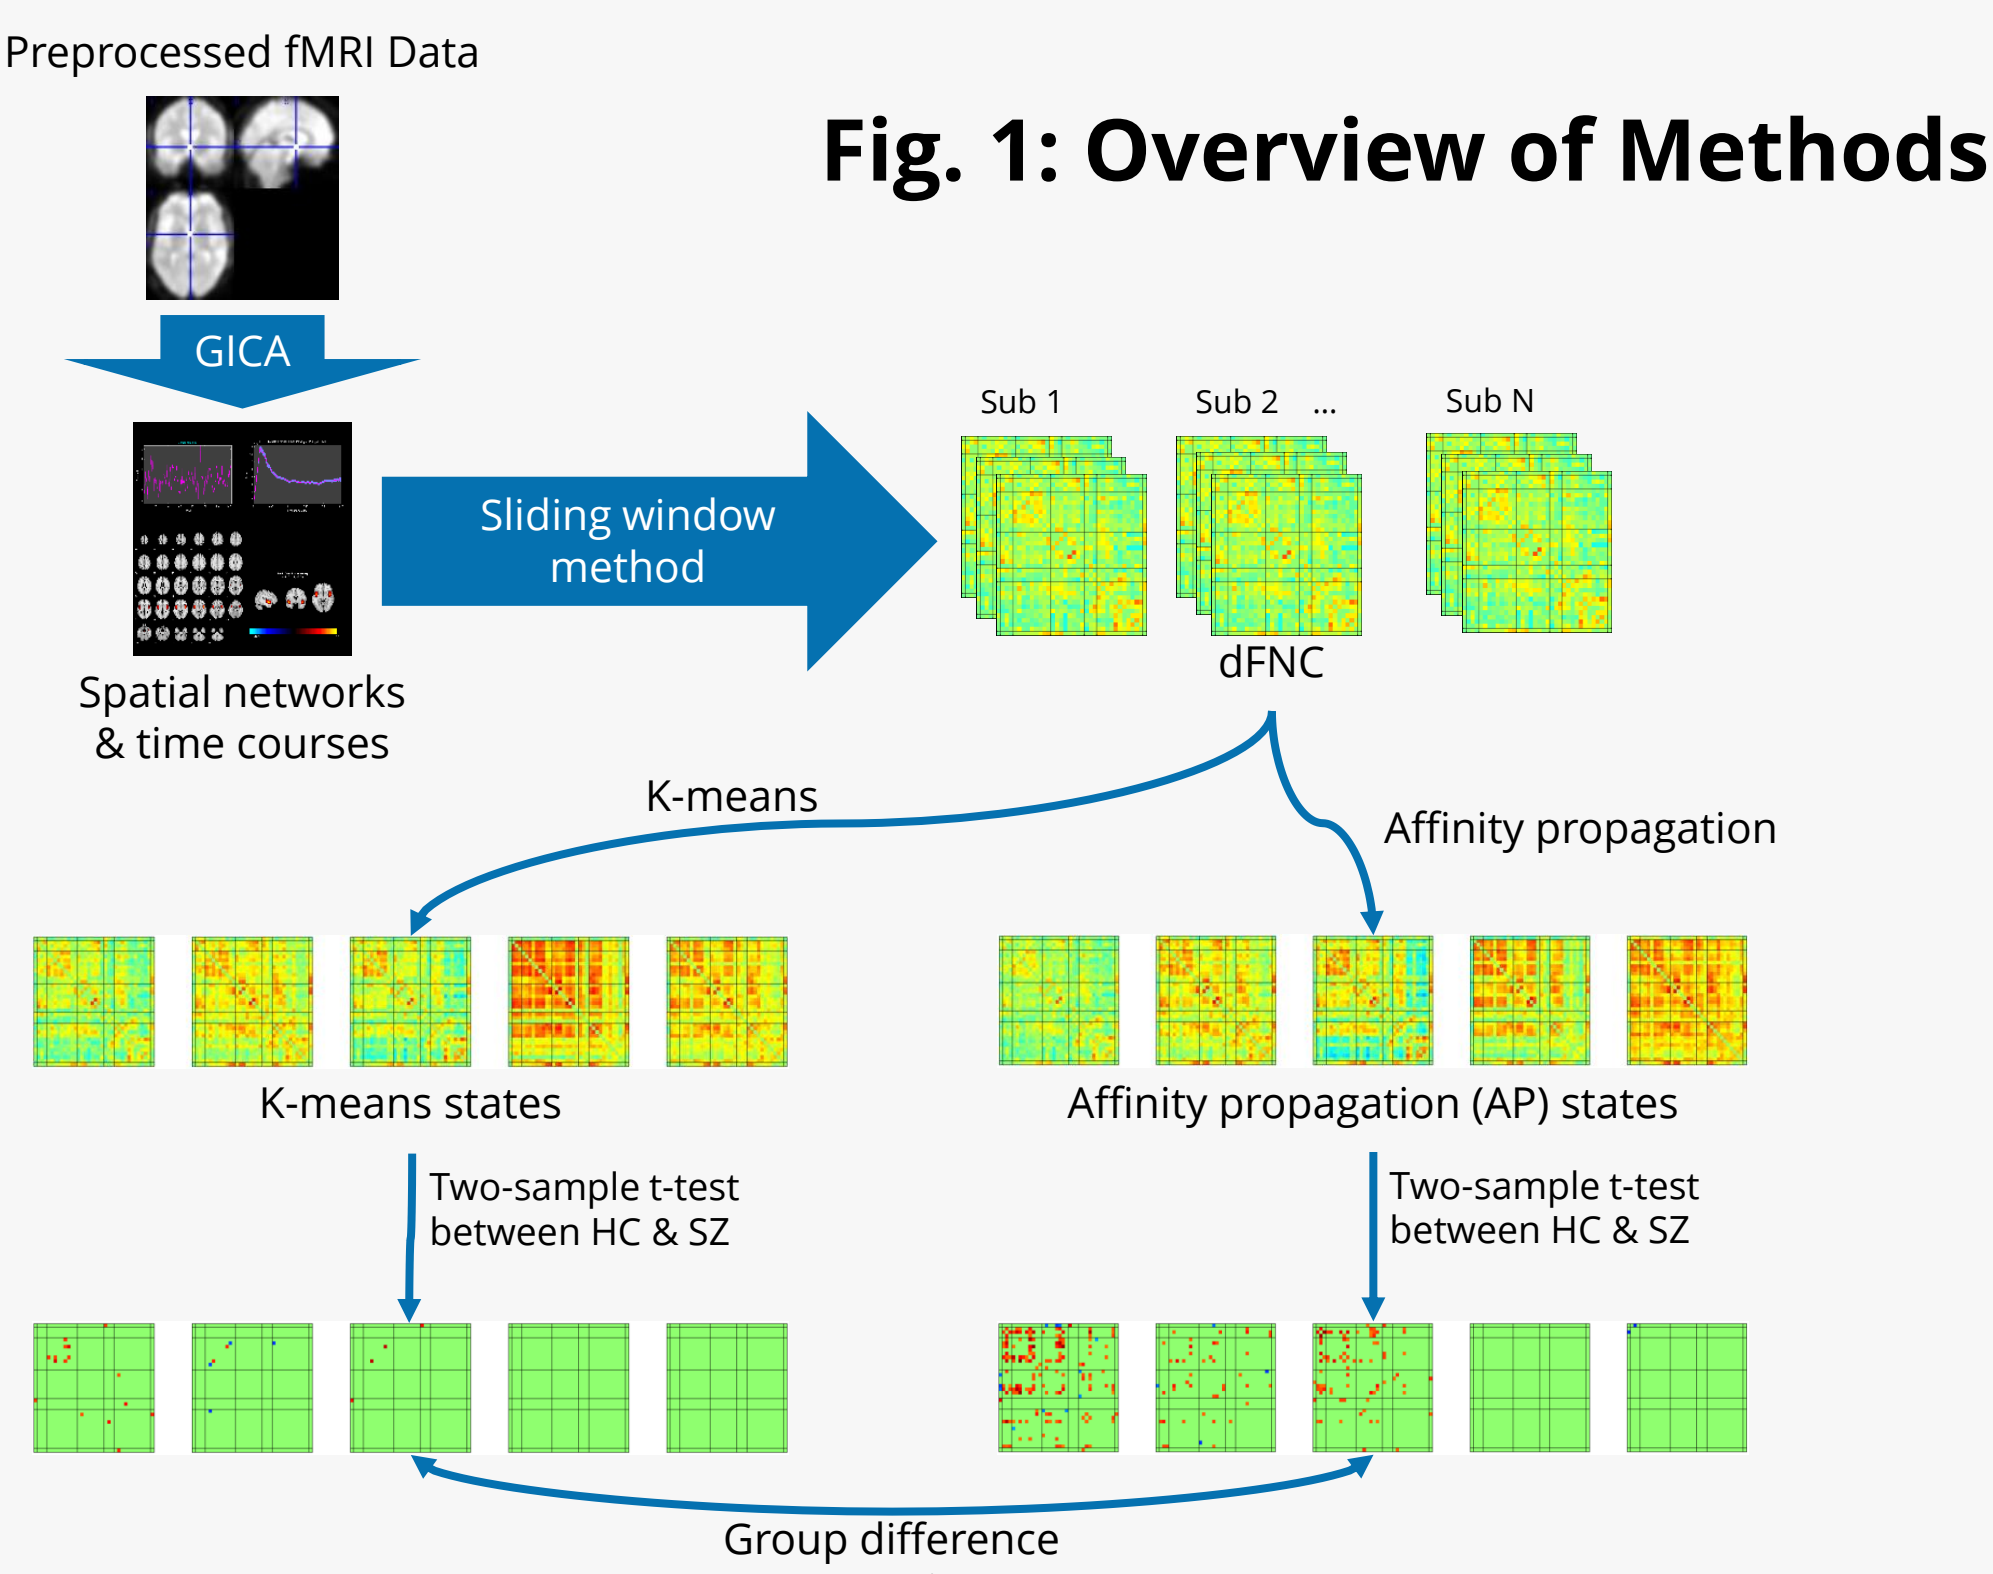 Preprocessed fMRI Data
Fig. 1: Overview of Methods
GICA
Sub 1
Sub 2
...
Sub N
Sliding window
method
dFNC
Spatial networks
& time courses
K-means
Affinity propagation
K-means states
Affinity propagation (AP) states
Two-sample t-test
between HC & SZ
Two-sample t-test
between HC & SZ
Group difference